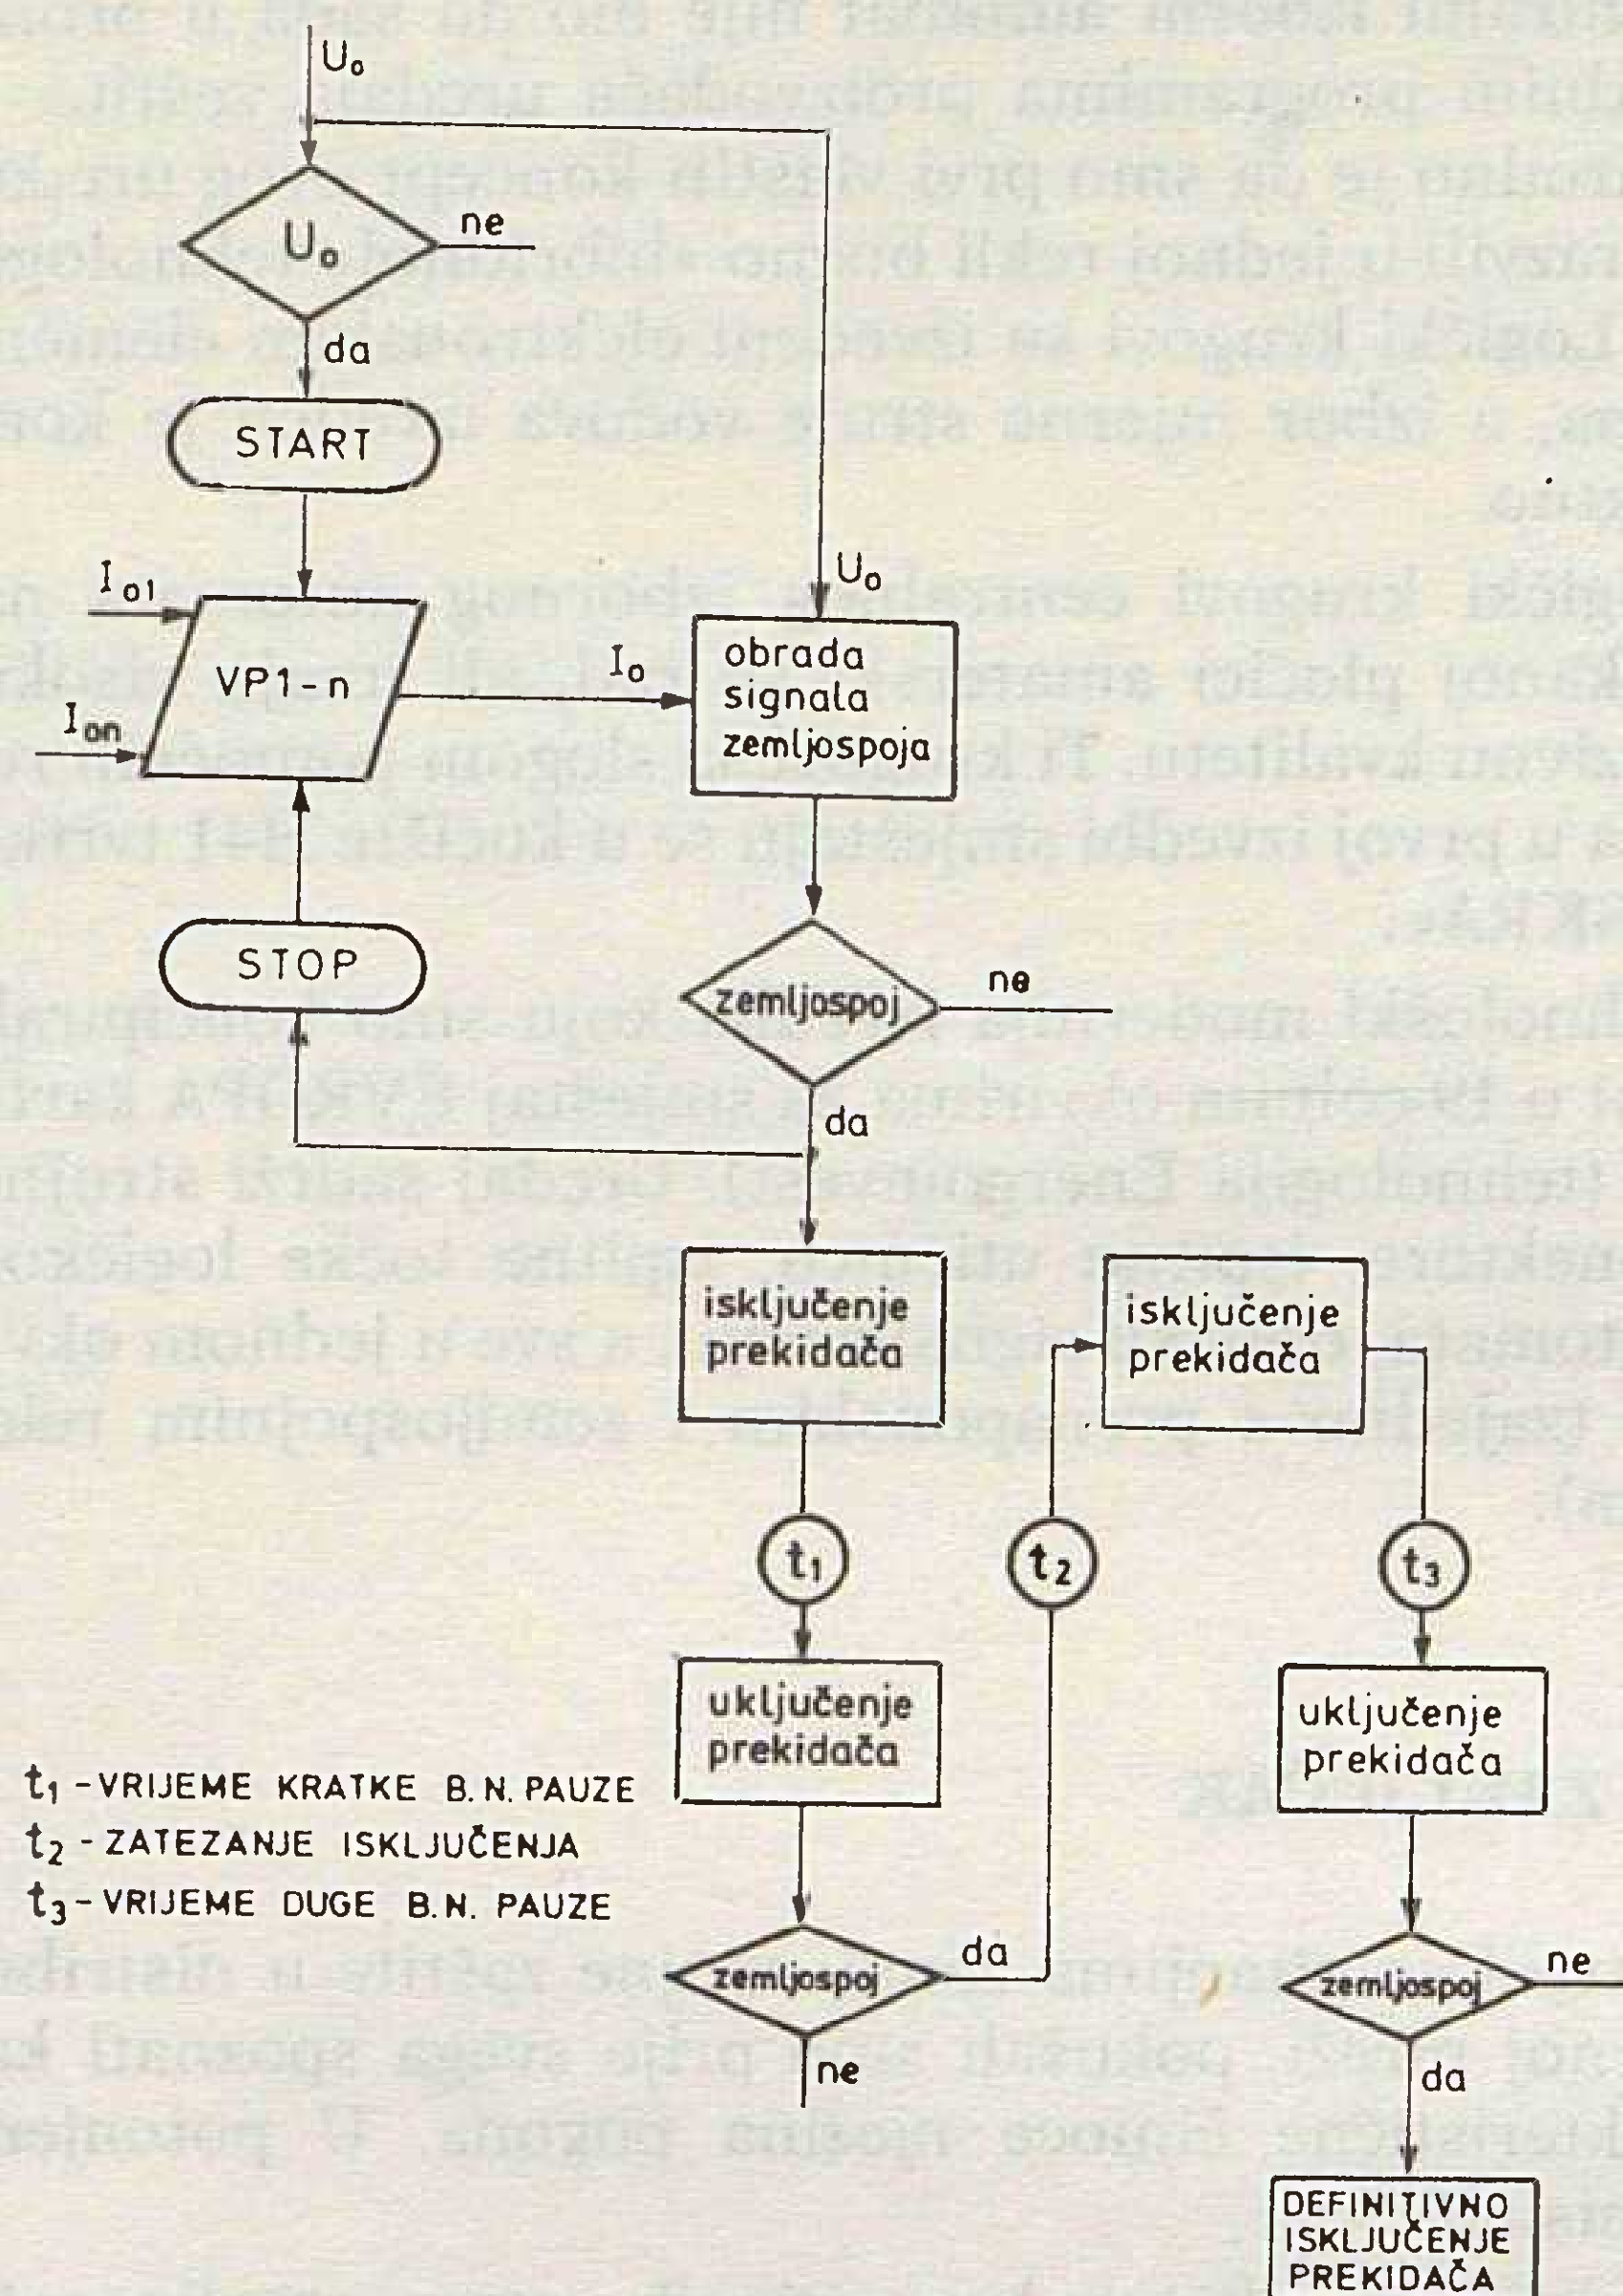 U₀
U₀
ne
da
START
I₀₁
I₀ₙ
VP1-n
I₀
U₀
obrada
signala
zemljospoja
STOP
zemljospoj
ne
da
isključenje
prekidača
isključenje
prekidača
t₁
t₂
t₃
uključenje
prekidača
uključenje
prekidača
t₁ - VRIJEME KRATKE B.N. PAUZE
t₂ - ZATEZANJE ISKLJUČENJA
t₃ - VRIJEME DUGE B.N. PAUZE
zemljospoj
da
ne
zemljospoj
ne
da
DEFINITIVNO
ISKLJUČENJE
PREKIDAČA